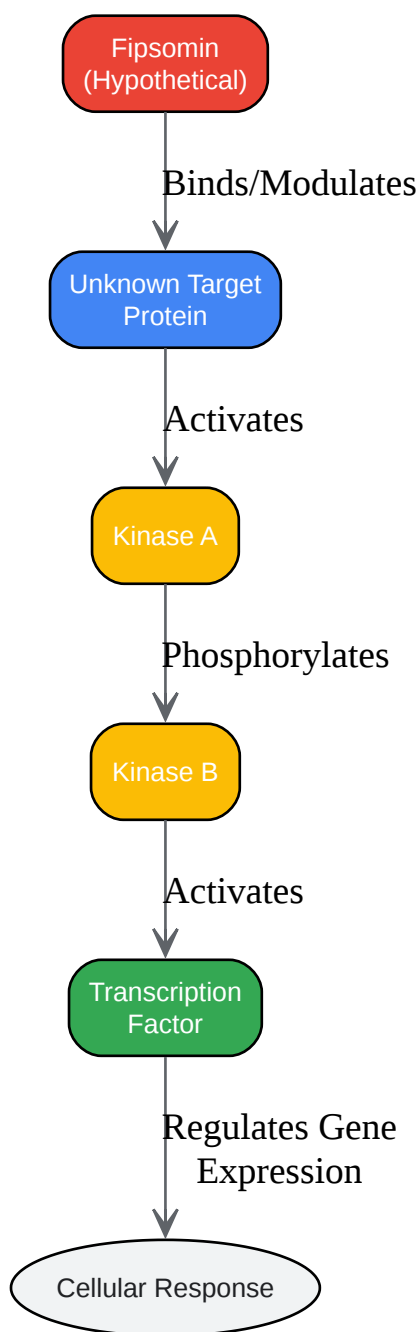 Fipsomin
(Hypothetical)
Binds/Modulates
Unknown Target
Protein
Activates
Kinase A
Phosphorylates
Kinase B
Activates
Transcription
Factor
Regulates Gene
Expression
Cellular Response